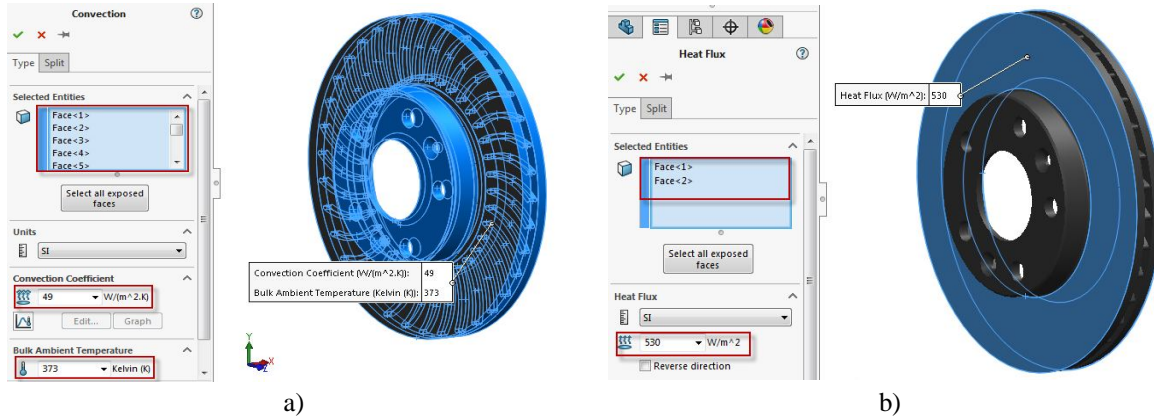 Convection
Type Split
Selected Entities
Face<1>
Face<2>
Face<3>
Face<4>
Face<5>
Select all exposed
faces
Units
SI
Convection Coefficient
49 W/(m^2.K)
Edit... Graph
Bulk Ambient Temperature
373 Kelvin (K)
Convection Coefficient (W/(m^2.K)): 49
Bulk Ambient Temperature (Kelvin (K)): 373
Y
X
Z
a)
Heat Flux
Type Split
Selected Entities
Face<1>
Face<2>
Select all exposed
faces
Heat Flux
SI
530 W/m^2
Reverse direction
Heat Flux (W/m^2): 530
b)